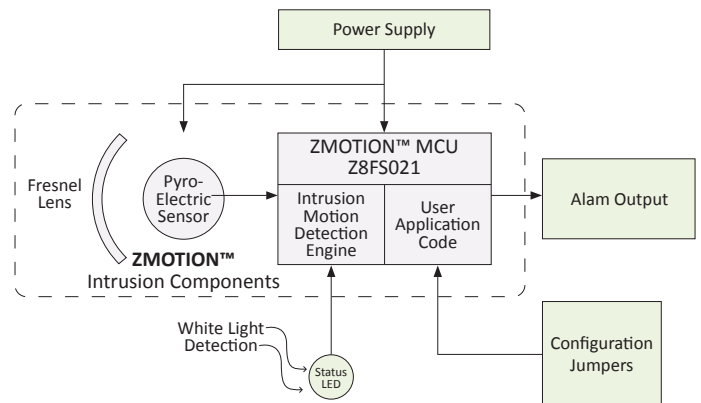 Power Supply
ZMOTION™ MCU
Z8FS021
Fresnel
Lens
Pyro-
Electric
Sensor
Intrusion
Motion
Detection
Engine
User
Application
Code
Alam Output
ZMOTION™
Intrusion Components
White Light
Detection
Status
LED
Configuration
Jumpers